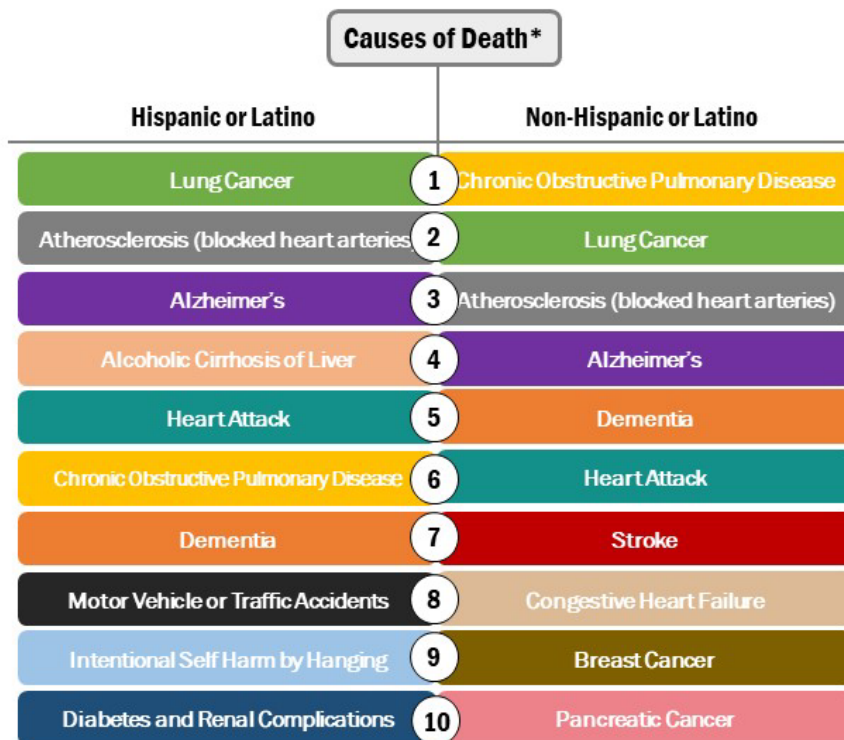 Causes of Death*
Hispanic or Latino
Non-Hispanic or Latino
Lung Cancer
1
Chronic Obstructive Pulmonary Disease
Atherosclerosis (blocked heart arteries)
2
Lung Cancer
Alzheimer's
3
Atherosclerosis (blocked heart arteries)
Alcoholic Cirrhosis of Liver
4
Alzheimer's
Heart Attack
5
Dementia
Chronic Obstructive Pulmonary Disease
6
Heart Attack
Dementia
7
Stroke
Motor Vehicle or Traffic Accidents
8
Congestive Heart Failure
Intentional Self Harm by Hanging
9
Breast Cancer
Diabetes and Renal Complications
10
Pancreatic Cancer